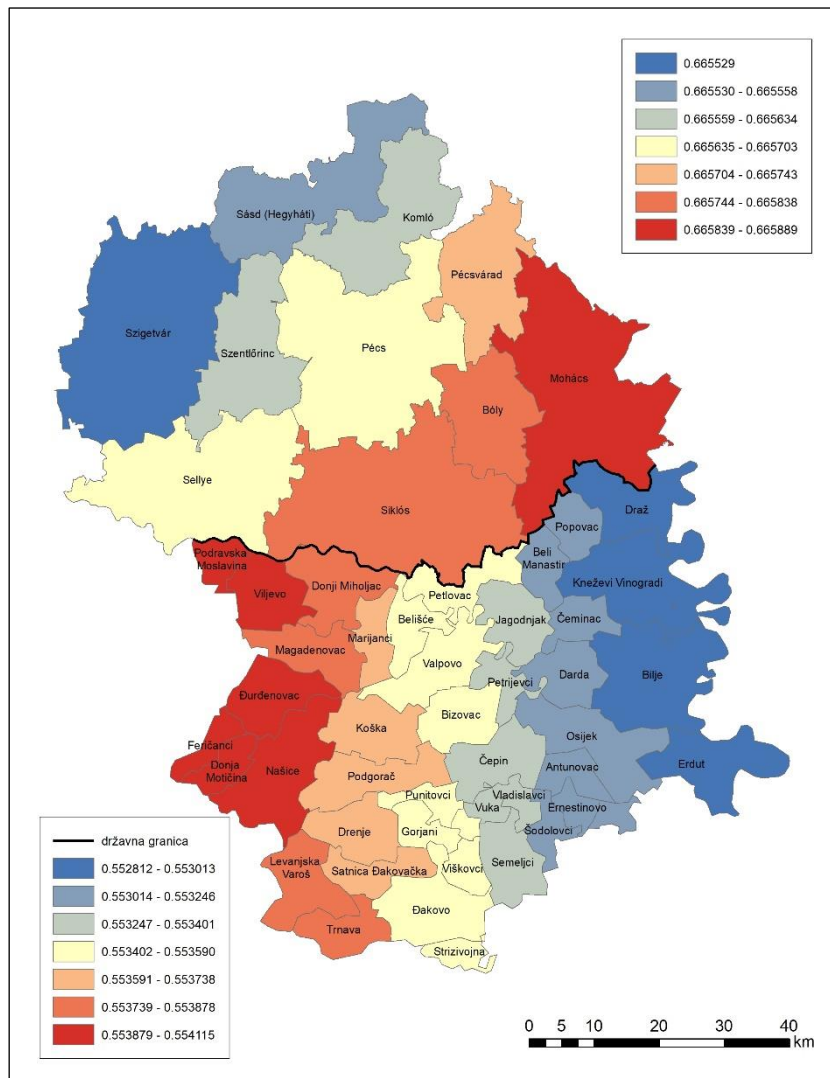 0.665529
0.665530 - 0.665558
0.665559 - 0.665634
0.665635 - 0.665703
0.665704 - 0.665743
0.665744 - 0.665838
0.665839 - 0.665889
Sásd (Hegyháti)
Komló
Pécsvárad
Szigetvár
Szentlőrinc
Pécs
Mohács
Bóly
Sellye
Siklós
Draž
Popovac
Beli
Manastir
Kneževi Vinogradi
Podravska
Moslavina
Viljevo
Donji Miholjac
Petlovac
Belišće
Jagodnjak
Čeminac
Marijanci
Magadenovac
Valpovo
Petrijevci
Darda
Bilje
Đurđenovac
Bizovac
Koška
Osijek
Feričanci
Donja
Motičina
Našice
Čepin
Antunovac
Erdut
Podgorač
Punitovci
Vladislavci
Vuka
Ernestinovo
Drenje
Gorjani
Šodolovci
Levanjska
Varoš
Satnica Đakovačka
Viškovci
Semeljci
Đakovo
Trnava
Strizivojna
državna granica
0.552812 - 0.553013
0.553014 - 0.553246
0.553247 - 0.553401
0.553402 - 0.553590
0.553591 - 0.553738
0.553739 - 0.553878
0.553879 - 0.554115
0 5 10 20 30 40
km